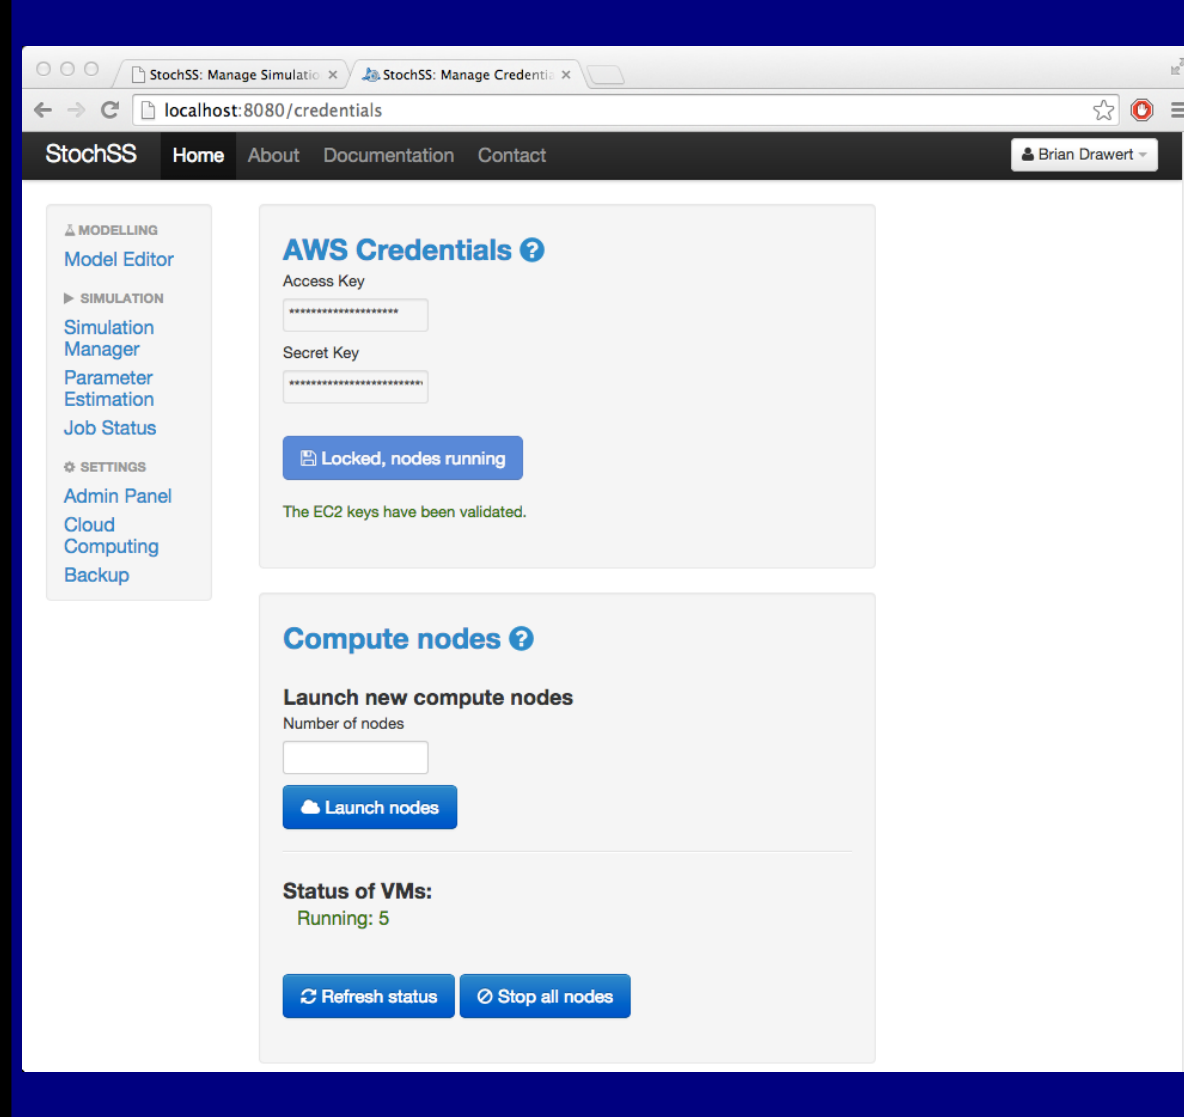 StochSS: Manage Simulatio
StochSS: Manage Credentia
localhost:8080/credentials
StochSS Home About Documentation Contact Brian Drawert
MODELLING
Model Editor
SIMULATION
Simulation
Manager
Parameter
Estimation
Job Status
SETTINGS
Admin Panel
Cloud
Computing
Backup
AWS Credentials ?
Access Key
********************
Secret Key
*************************
Locked, nodes running
The EC2 keys have been validated.
Compute nodes ?
Launch new compute nodes
Number of nodes
Launch nodes
Status of VMs:
Running: 5
Refresh status
Stop all nodes